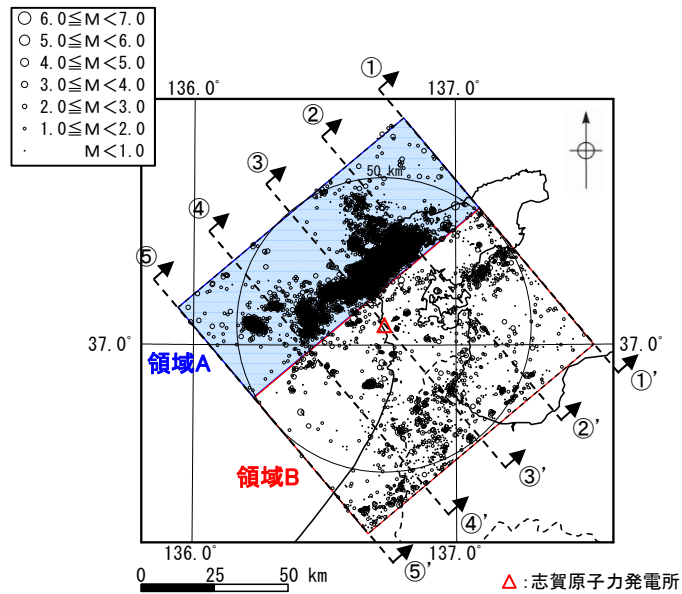 6.0≦M<7.0
5.0≦M<6.0
4.0≦M<5.0
3.0≦M<4.0
2.0≦M<3.0
1.0≦M<2.0
M<1.0
136.0°
137.0°
①
②
③
④
⑤
50 km
37.0°
37.0°
領域A
領域B
①'
②'
③'
④'
⑤'
136.0°
137.0°
0 25 50 km
△:志賀原子力発電所